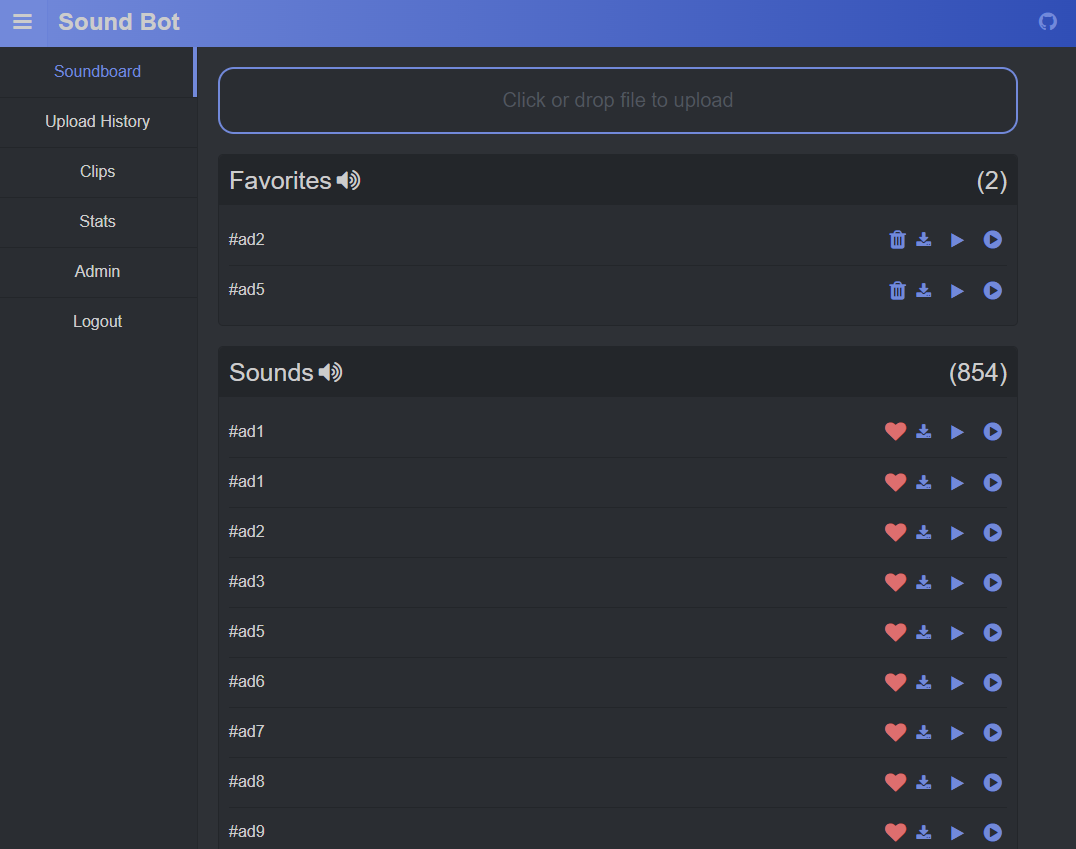 Sound Bot
Soundboard
Upload History
Clips
Stats
Admin
Logout
Click or drop file to upload
Favorites (2)
#ad2
#ad5
Sounds (854)
#ad1
#ad1
#ad2
#ad3
#ad5
#ad6
#ad7
#ad8
#ad9